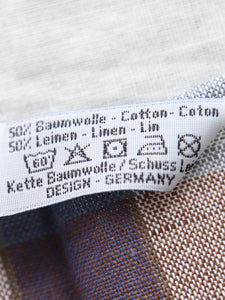 50% Baumwolle - Cotton - Coton
50% Leinen - Linen - Lin
60°
Kette Baumwolle / Schuss
DESIGN - GERMANY